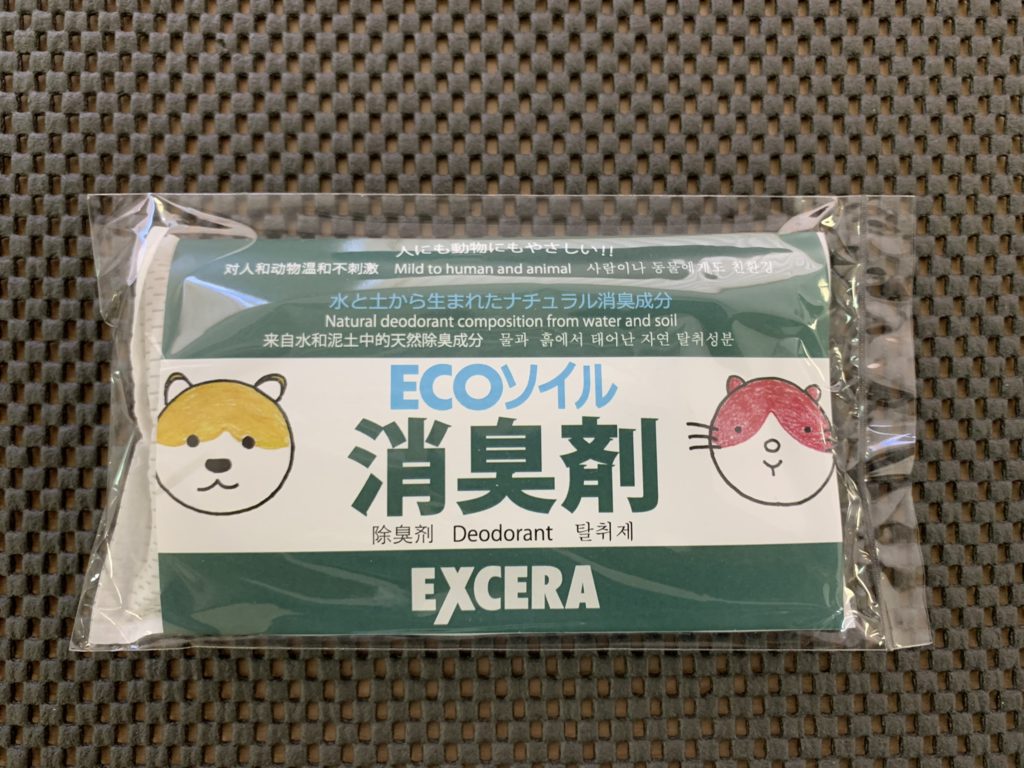 人にも動物にもやさしい!!
对人和动物温和不刺激 Mild to human and animal 사람이나 동물에게도 친환경
水と土から生まれたナチュラル消臭成分
Natural deodorant composition from water and soil
来自水和泥土中的天然除臭成分 물과 흙에서 태어난 자연 탈취성분
ECOソイル
消臭剤
除臭剂 Deodorant 탈취제
EXCERA